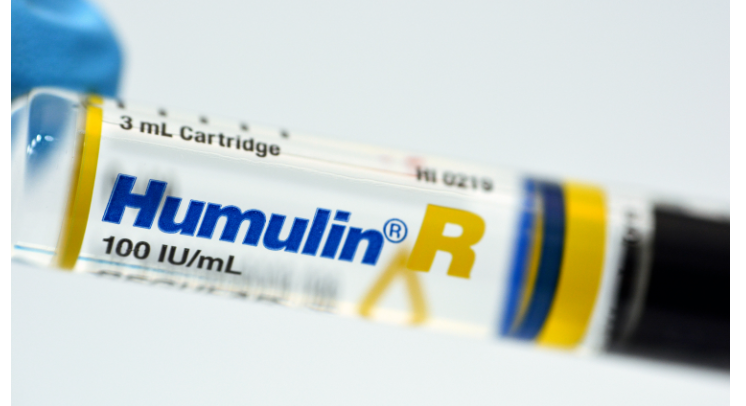 3 mL Cartridge
HI 0219
Humulin® R
100 IU/mL